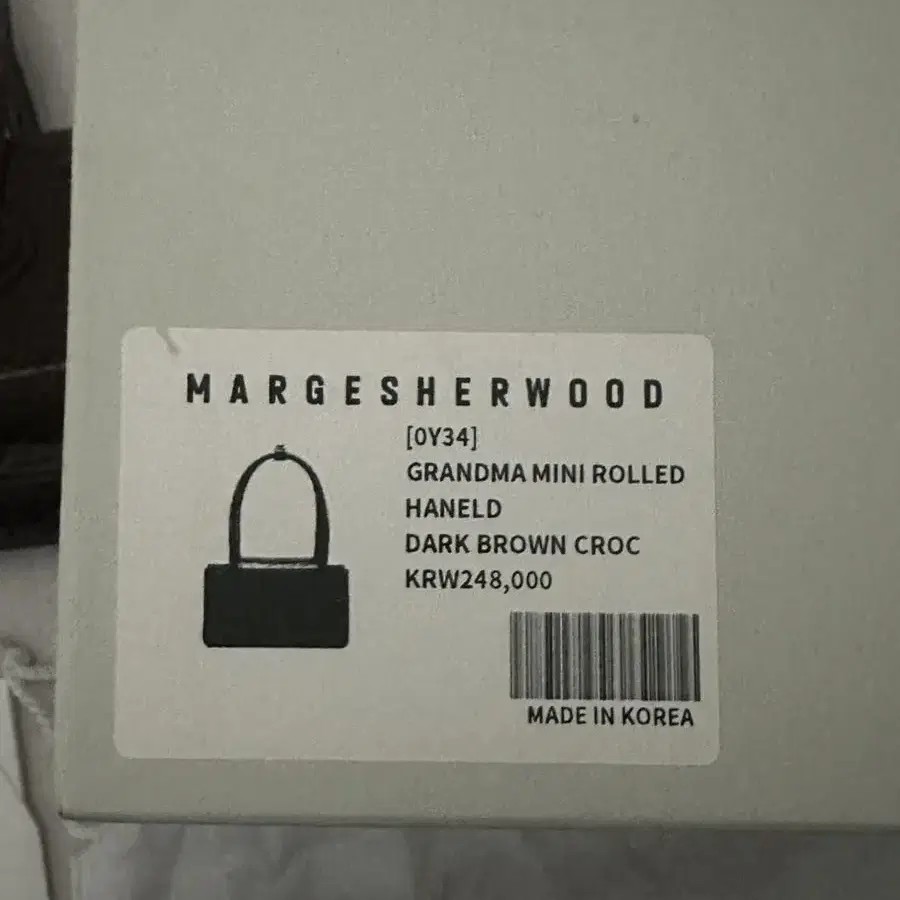 MARGESHERWOOD
[0Y34]
GRANDMA MINI ROLLED
HANELD
DARK BROWN CROC
KRW248,000
MADE IN KOREA